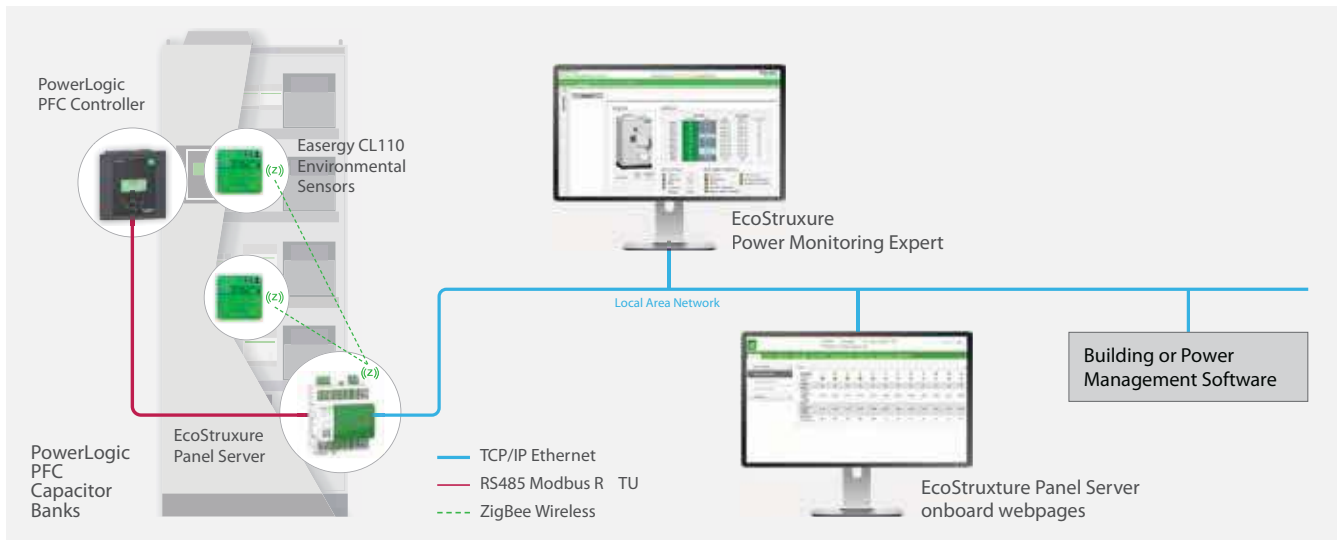 PowerLogic
PFC Controller
Easergy CL110
Environmental
Sensors
((z))
((z))
((z))
EcoStruxure
Power Monitoring Expert
Local Area Network
Building or Power
Management Software
EcoStruxure
Panel Server
PowerLogic
PFC
Capacitor
Banks
TCP/IP Ethernet
RS485 Modbus R TU
ZigBee Wireless
EcoStruxture Panel Server
onboard webpages